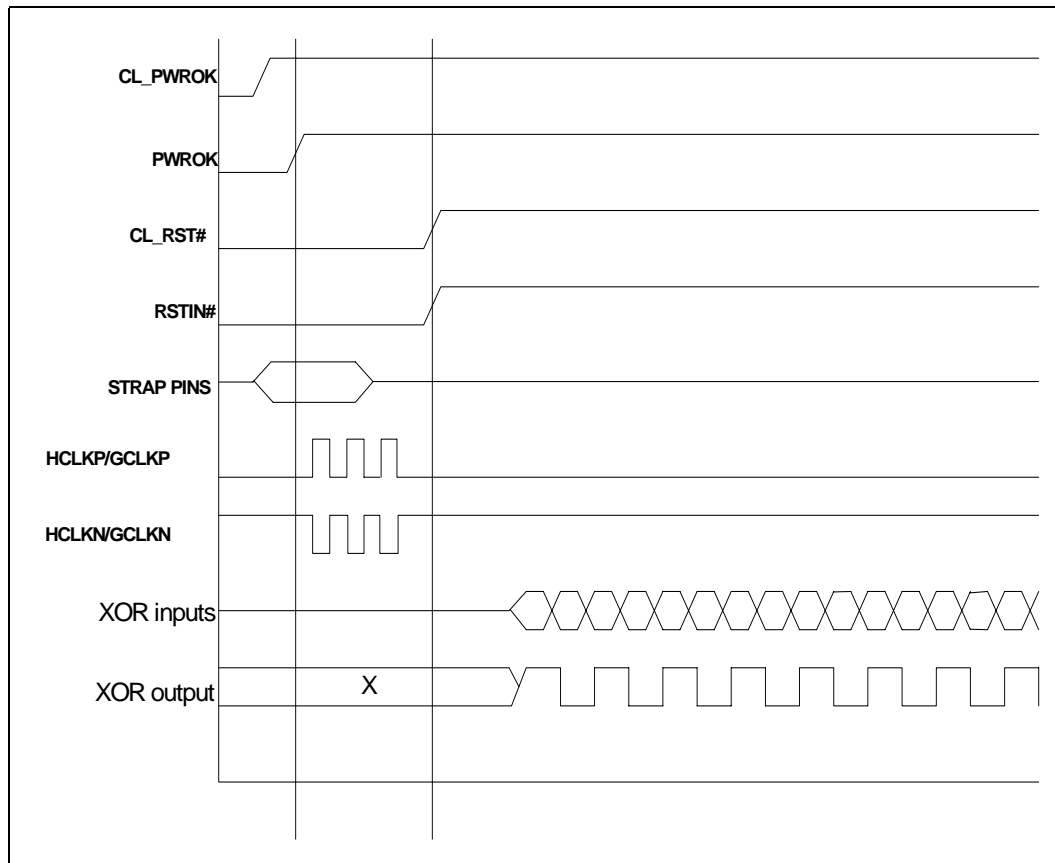 CL_PWROK
PWROK
CL_RST#
RSTIN#
STRAP PINS
HCLKP/GCLKP
HCLKN/GCLKN
XOR inputs
XOR output
X